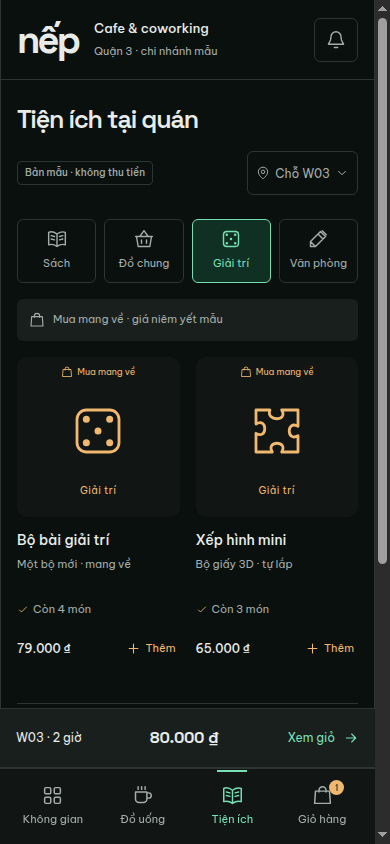 nếp
Cafe & coworking
Quận 3 · chi nhánh mẫu
Tiện ích tại quán
Bản mẫu · không thu tiền
Chỗ W03
Sách
Đồ chung
Giải trí
Văn phòng
Mua mang về · giá niêm yết mẫu
Mua mang về
Mua mang về
Giải trí
Giải trí
Bộ bài giải trí
Xếp hình mini
Một bộ mới · mang về
Bộ giấy 3D · tự lắp
Còn 4 món
Còn 3 món
79.000 ₫
Thêm
65.000 ₫
Thêm
W03 · 2 giờ
80.000 ₫
Xem giỏ
1
Không gian
Đồ uống
Tiện ích
Giỏ hàng